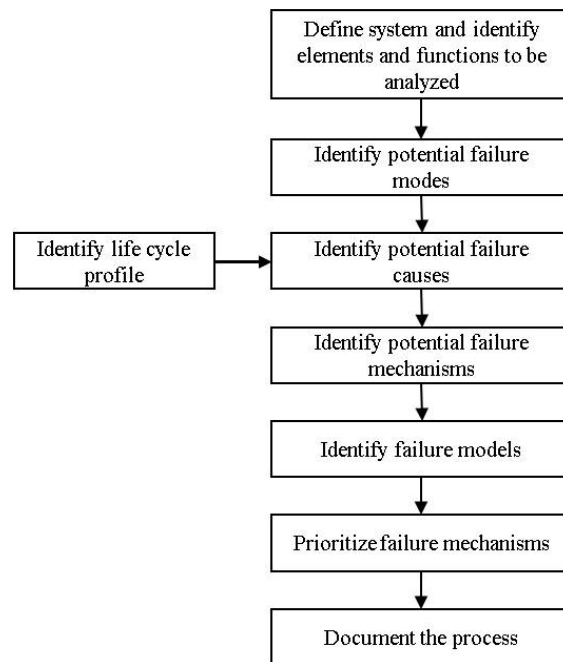 Define system and identify
elements and functions to be
analyzed
Identify potential failure
modes
Identify life cycle
profile
Identify potential failure
causes
Identify potential failure
mechanisms
Identify failure models
Prioritize failure mechanisms
Document the process